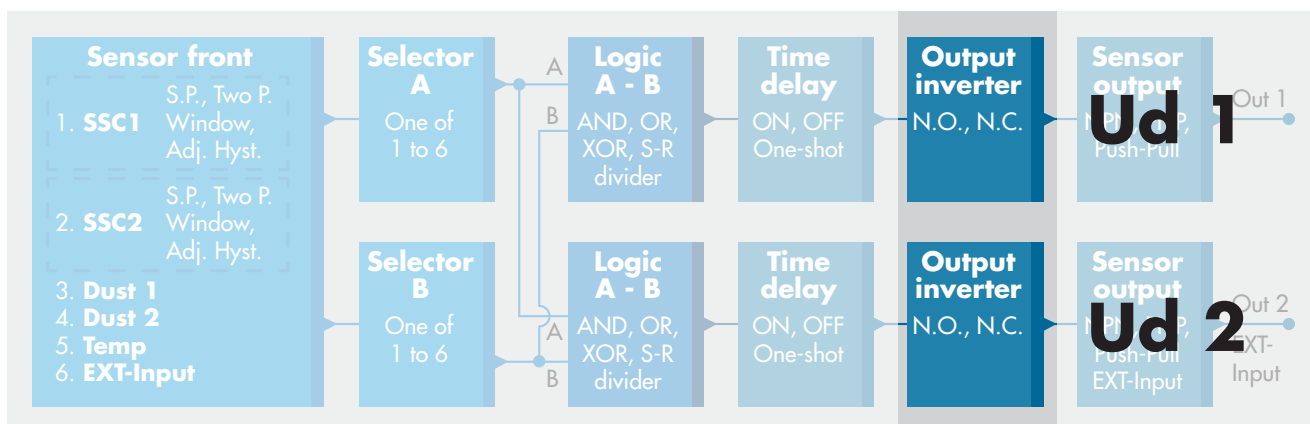 Sensor front
1. SSC1
S.P., Two P.
Window,
Adj. Hyst.
2. SSC2
S.P., Two P.
Window,
Adj. Hyst.
3. Dust 1
4. Dust 2
5. Temp
6. EXT-Input
Selector
A
One of
1 to 6
Selector
B
One of
1 to 6
A
B
Logic
A - B
AND, OR,
XOR, S-R
divider
A
B
Logic
A - B
AND, OR,
XOR, S-R
divider
Time
delay
ON, OFF
One-shot
Time
delay
ON, OFF
One-shot
Output
inverter
N.O., N.C.
Output
inverter
N.O., N.C.
Sensor
output
Push-Pull
Ud 1
Out 1
Sensor
output
Push-Pull
EXT-Input
Ud 2
Out 2
EXT-
Input